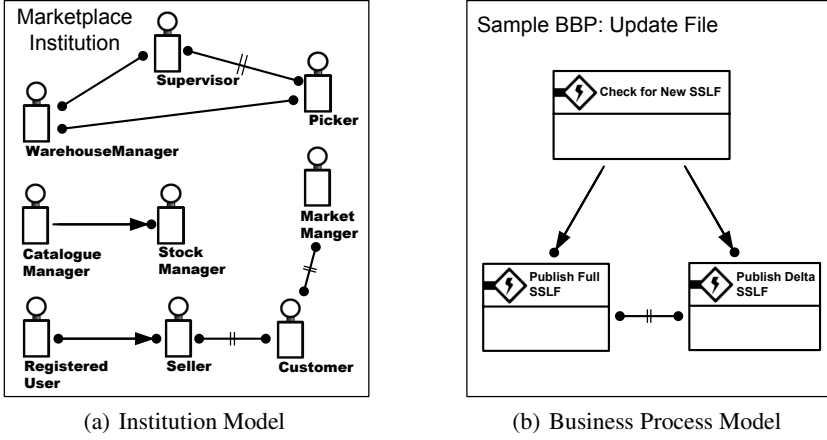 Marketplace
Institution
Supervisor
Picker
WarehouseManager
Market
Manger
Catalogue
Manager
Stock
Manager
Registered
User
Seller
Customer
(a) Institution Model
Sample BBP: Update File
Check for New SSLF
Publish Full
SSLF
Publish Delta
SSLF
(b) Business Process Model